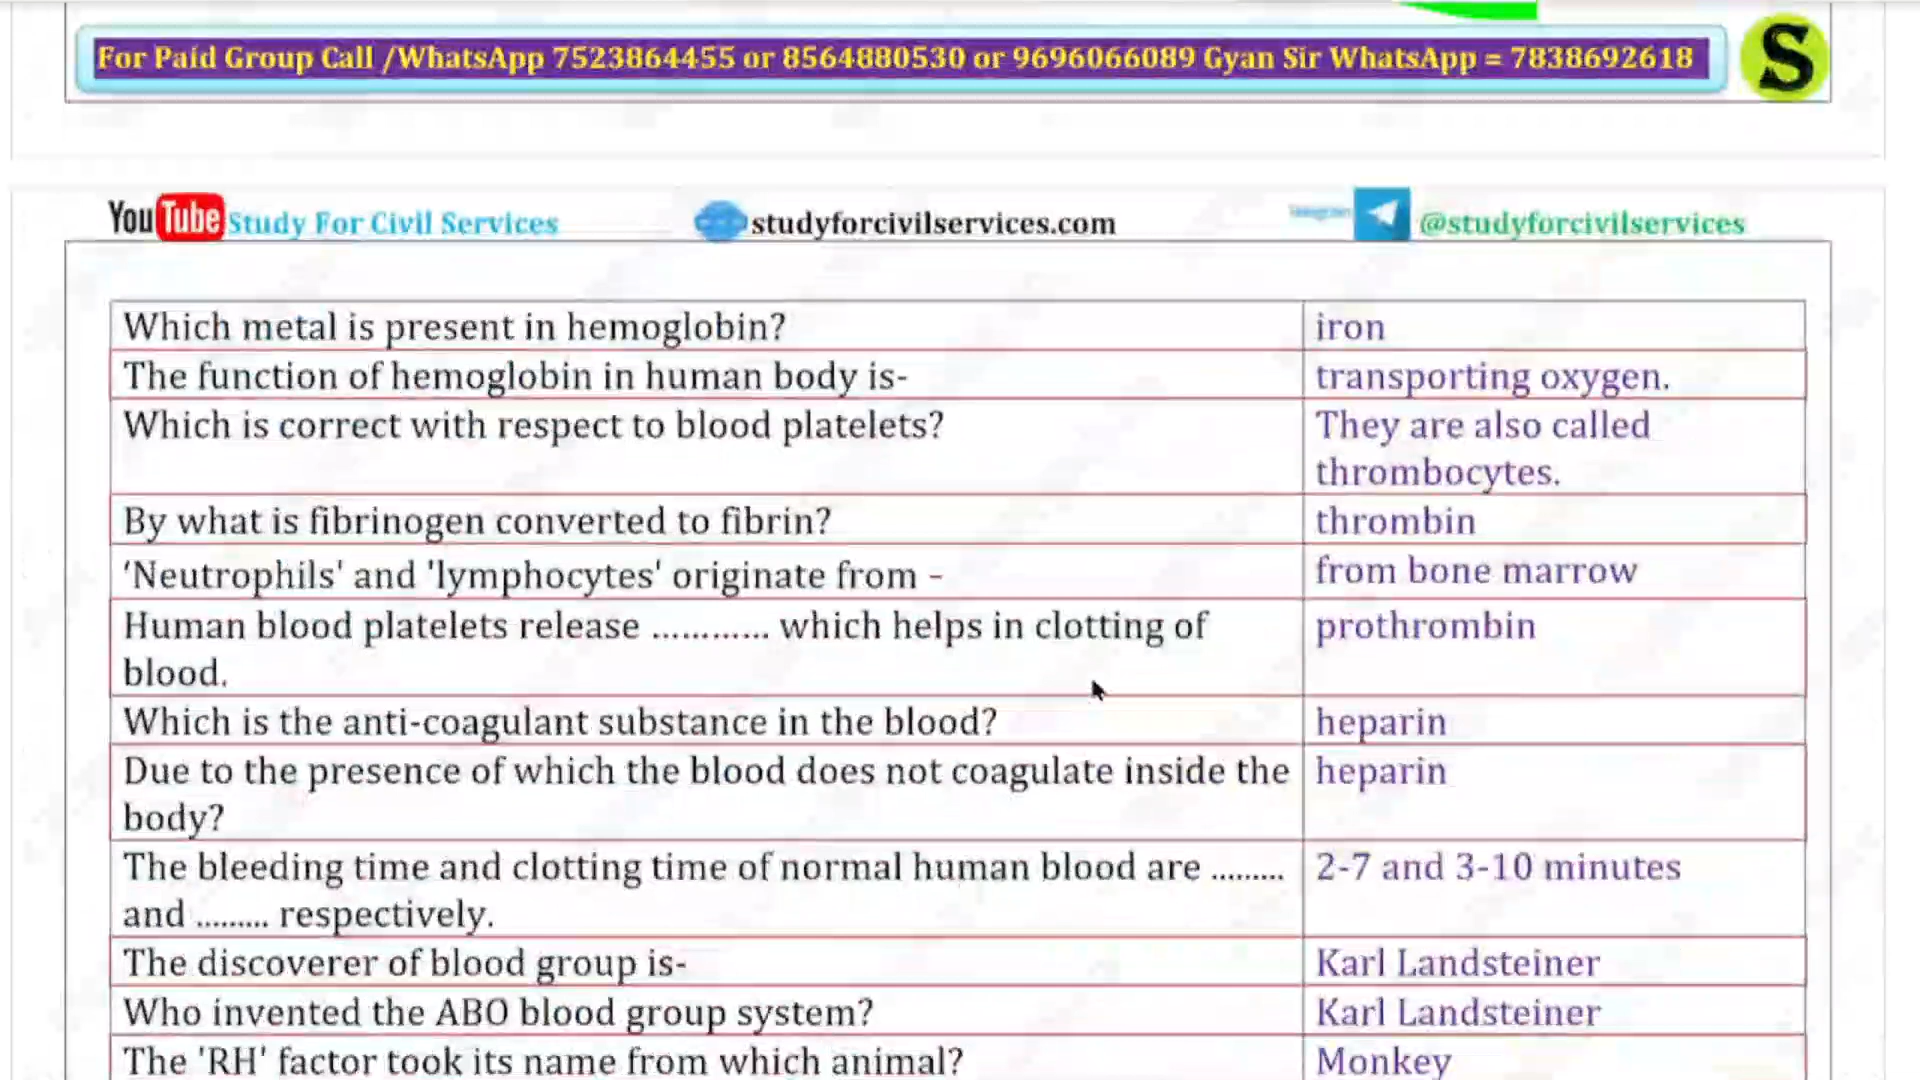 For Paid Group Call /WhatsApp 7523864455 or 8564880530 or 9696066089 Gyan Sir WhatsApp = 7838692618
S
YouTube Study For Civil Services
studyforcivilservices.com
Telegram
@studyforcivilservices
Which metal is present in hemoglobin?
iron
The function of hemoglobin in human body is-
transporting oxygen.
Which is correct with respect to blood platelets?
They are also called
thrombocytes.
By what is fibrinogen converted to fibrin?
thrombin
'Neutrophils' and 'lymphocytes' originate from -
from bone marrow
Human blood platelets release ............ which helps in clotting of
blood.
prothrombin
Which is the anti-coagulant substance in the blood?
heparin
Due to the presence of which the blood does not coagulate inside the
body?
heparin
The bleeding time and clotting time of normal human blood are .........
and ......... respectively.
2-7 and 3-10 minutes
The discoverer of blood group is-
Karl Landsteiner
Who invented the ABO blood group system?
Karl Landsteiner
The 'RH' factor took its name from which animal?
Monkey